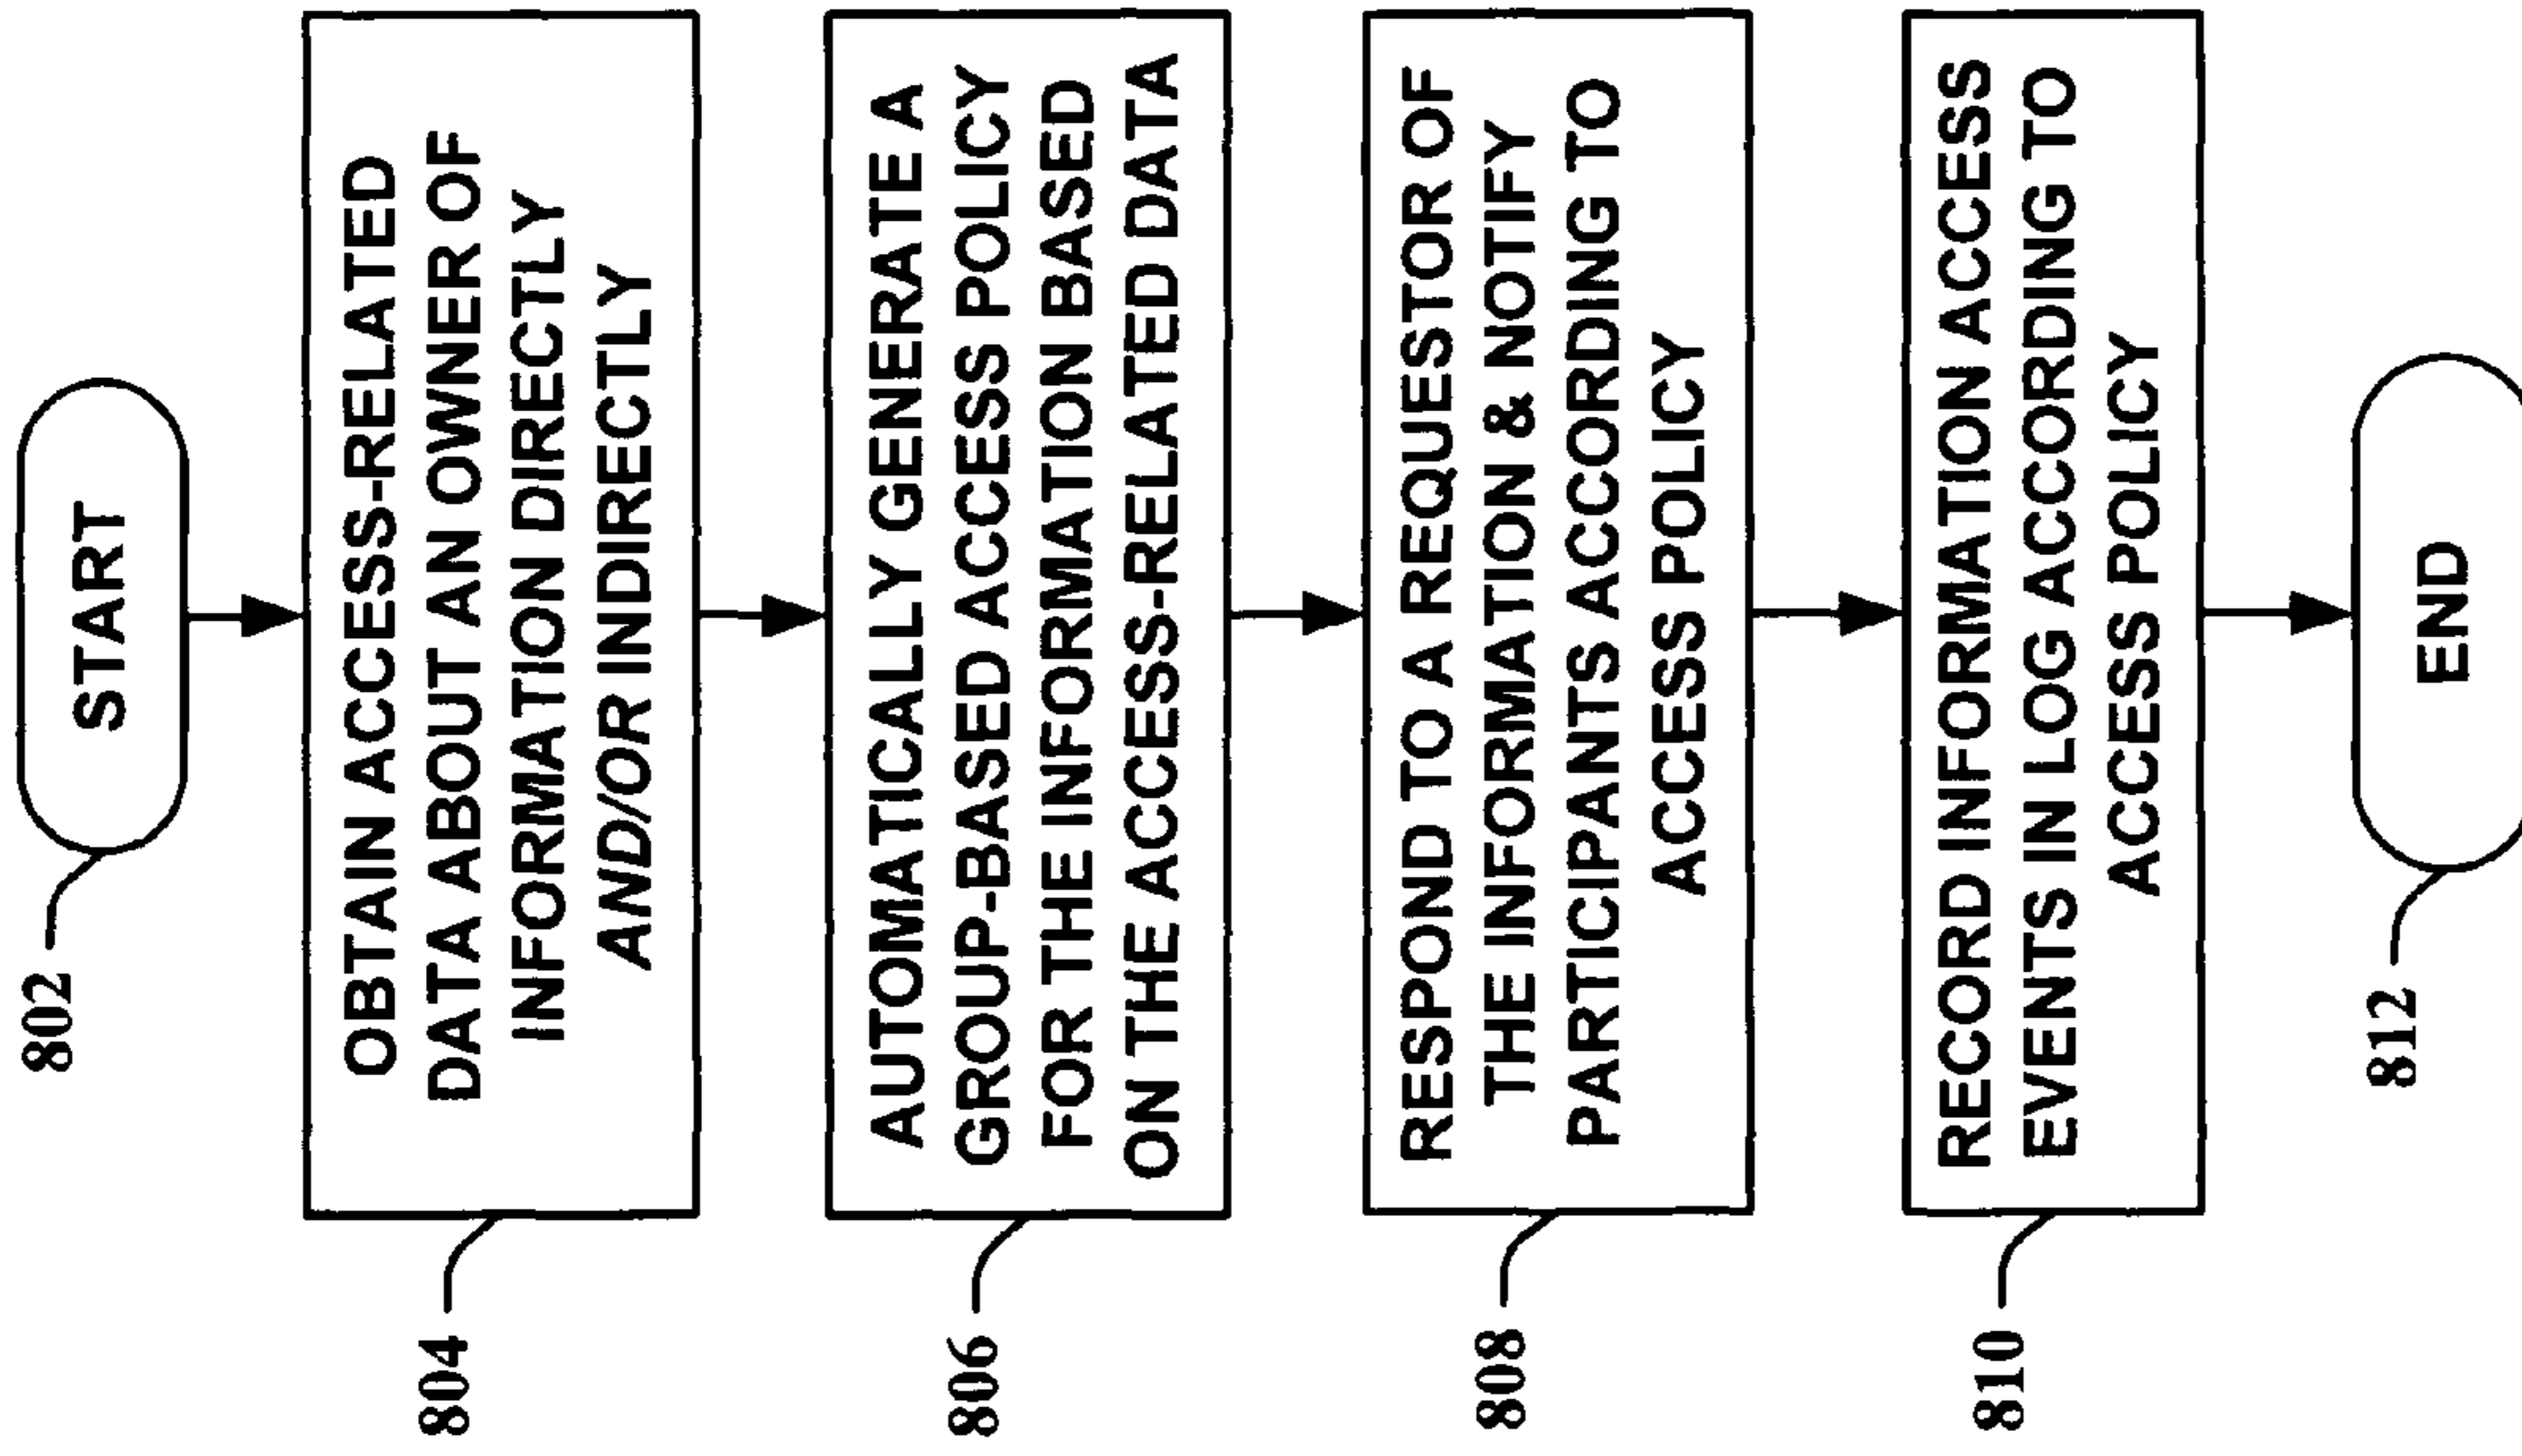 START
802
OBTAIN ACCESS-RELATED
DATA ABOUT AN OWNER OF
INFORMATION DIRECTLY
AND/OR INDIRECTLY
804
AUTOMATICALLY GENERATE A
GROUP-BASED ACCESS POLICY
FOR THE INFORMATION BASED
ON THE ACCESS-RELATED DATA
806
RESPOND TO A REQUESTOR OF
THE INFORMATION & NOTIFY
PARTICIPANTS ACCORDING TO
ACCESS POLICY
808
RECORD INFORMATION ACCESS
EVENTS IN LOG ACCORDING TO
ACCESS POLICY
810
END
812